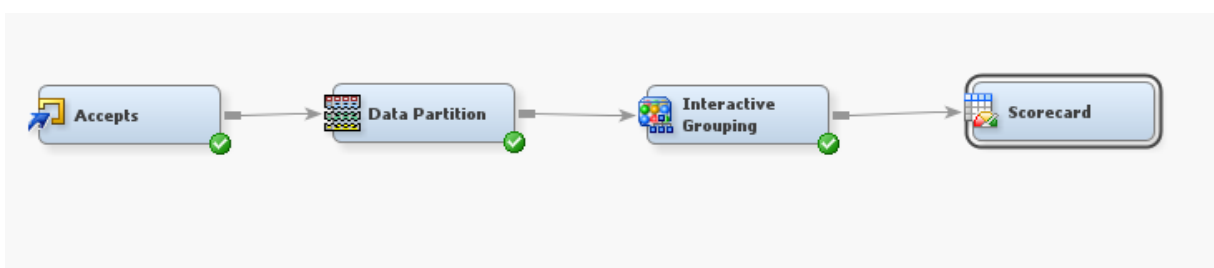 Accepts
Data Partition
Interactive
Grouping
Scorecard